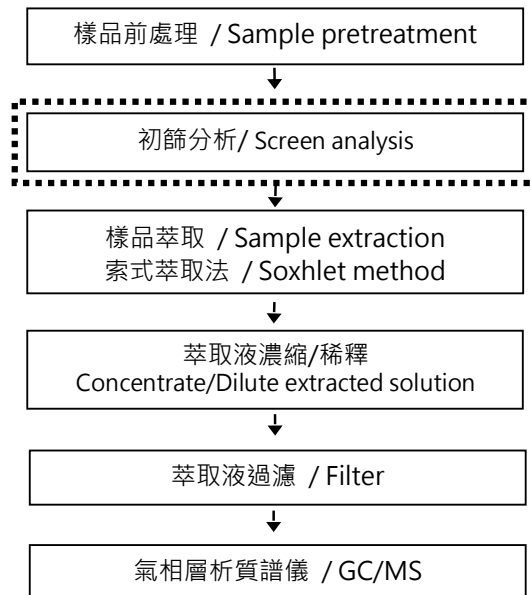 樣品前處理 / Sample pretreatment
初篩分析/ Screen analysis
樣品萃取 / Sample extraction
索式萃取法 / Soxhlet method
萃取液濃縮/稀釋
Concentrate/Dilute extracted solution
萃取液過濾 / Filter
氣相層析質譜儀 / GC/MS